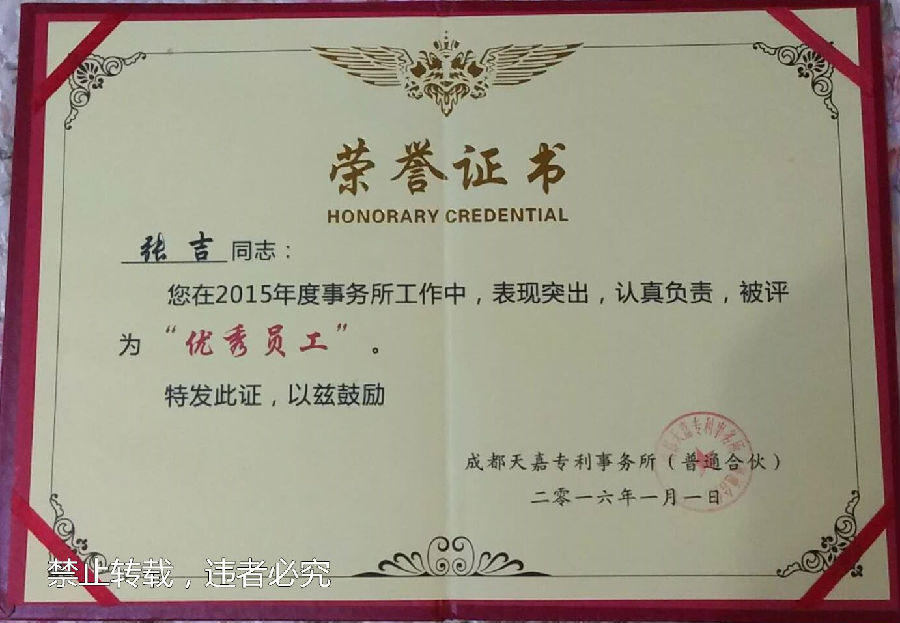 荣誉证书
HONORARY CREDENTIAL
张吉同志：
您在2015年度事务所工作中，表现突出，认真负责，被评
为“优秀员工”。
特发此证，以兹鼓励
成都天嘉专利事务所（普通合伙）
二零一六年一月一日
禁止转载，违者必究